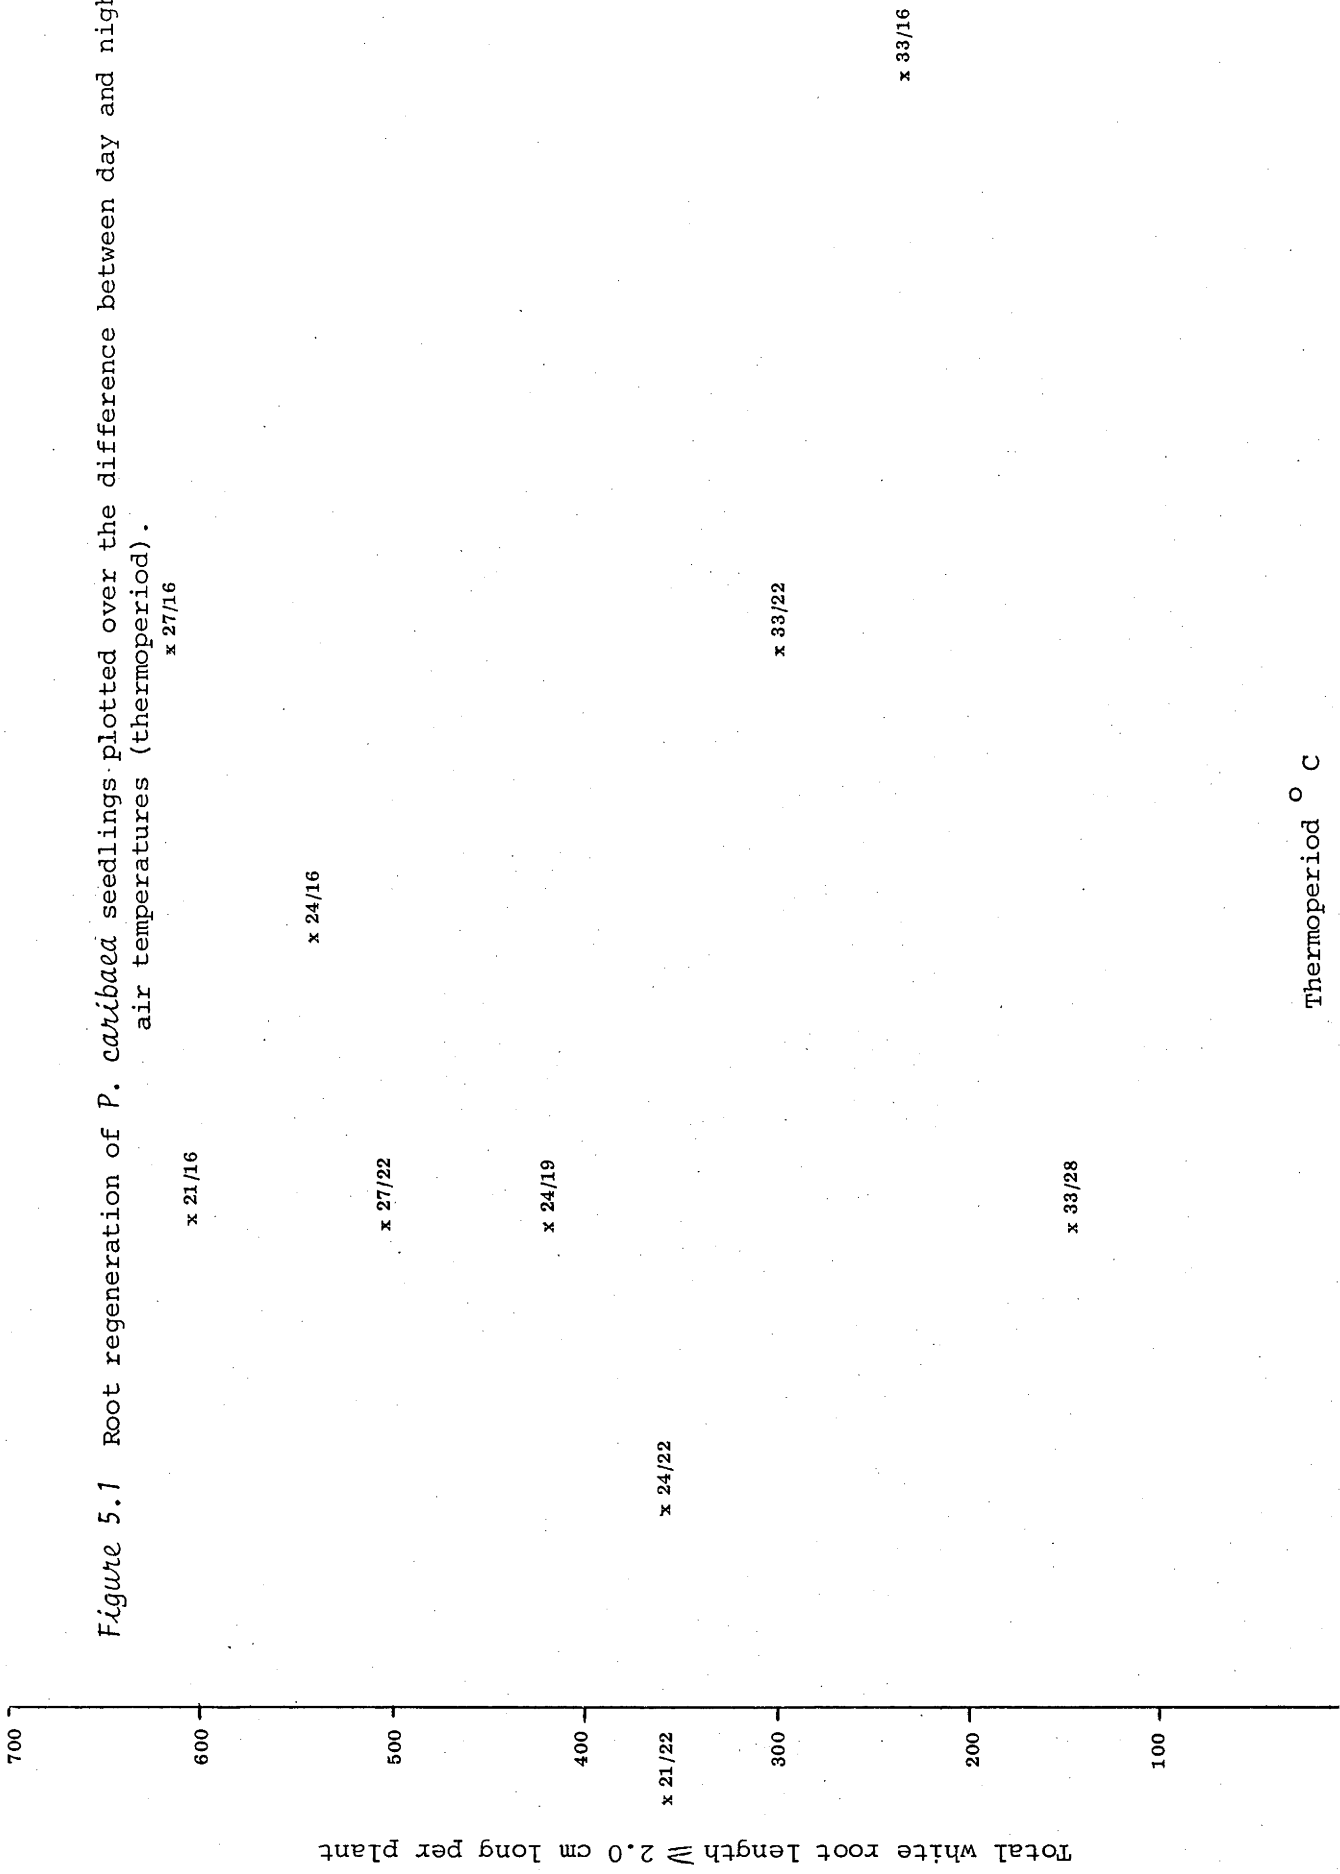 Figure 5.1 Root regeneration of P. caribaea seedlings plotted over the difference between day and
air temperatures (thermoperiod).
Total white root length ⩾ 2.0 cm long per plant
700
600
500
400
300
200
100
x 21/22
x 24/22
x 21/16
x 27/22
x 24/19
x 33/28
x 24/16
x 27/16
x 33/22
x 33/16
Thermoperiod ° C